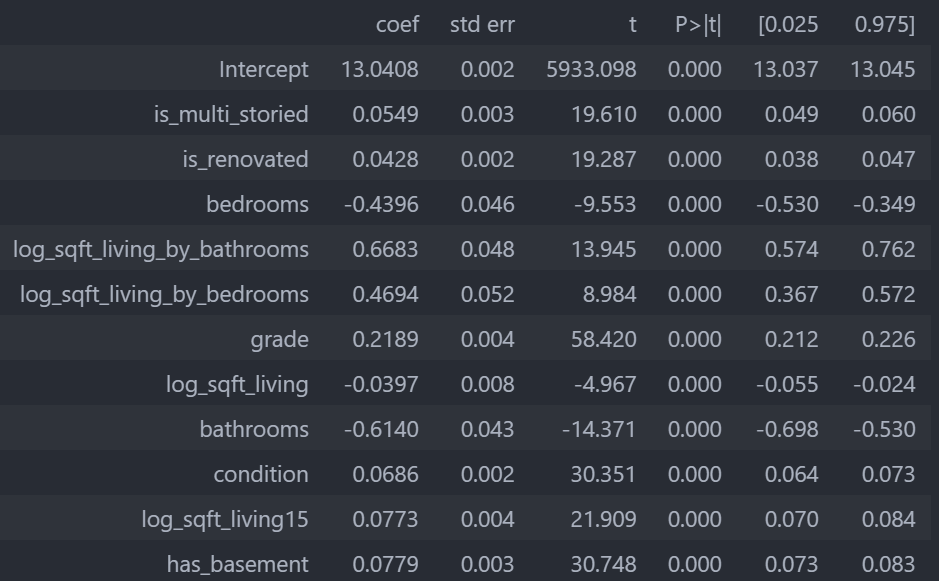 coef std err t P>|t| [0.025 0.975]
Intercept 13.0408 0.002 5933.098 0.000 13.037 13.045
is_multi_storied 0.0549 0.003 19.610 0.000 0.049 0.060
is_renovated 0.0428 0.002 19.287 0.000 0.038 0.047
bedrooms -0.4396 0.046 -9.553 0.000 -0.530 -0.349
log_sqft_living_by_bathrooms 0.6683 0.048 13.945 0.000 0.574 0.762
log_sqft_living_by_bedrooms 0.4694 0.052 8.984 0.000 0.367 0.572
grade 0.2189 0.004 58.420 0.000 0.212 0.226
log_sqft_living -0.0397 0.008 -4.967 0.000 -0.055 -0.024
bathrooms -0.6140 0.043 -14.371 0.000 -0.698 -0.530
condition 0.0686 0.002 30.351 0.000 0.064 0.073
log_sqft_living15 0.0773 0.004 21.909 0.000 0.070 0.084
has_basement 0.0779 0.003 30.748 0.000 0.073 0.083